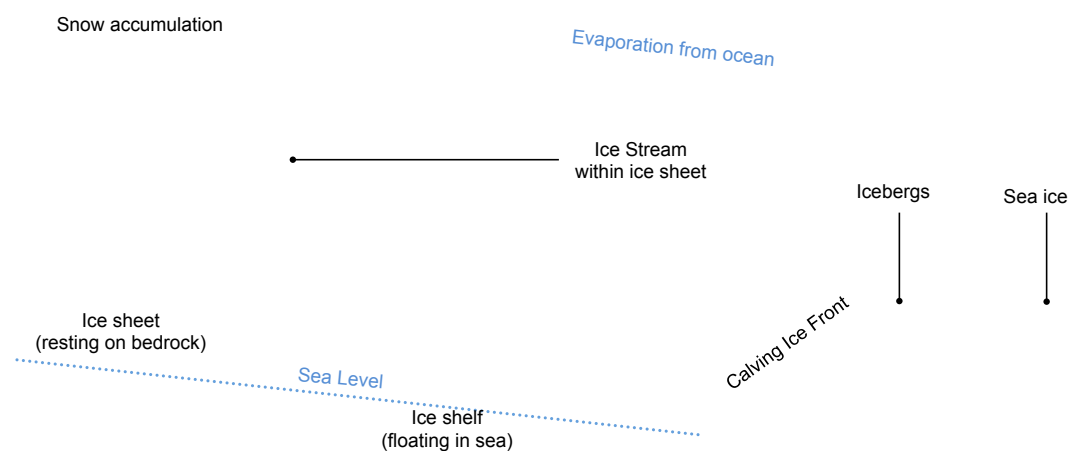 Snow accumulation
Evaporation from ocean
Ice Stream
within ice sheet
Icebergs
Sea ice
Calving Ice Front
Ice sheet
(resting on bedrock)
Sea Level
Ice shelf
(floating in sea)